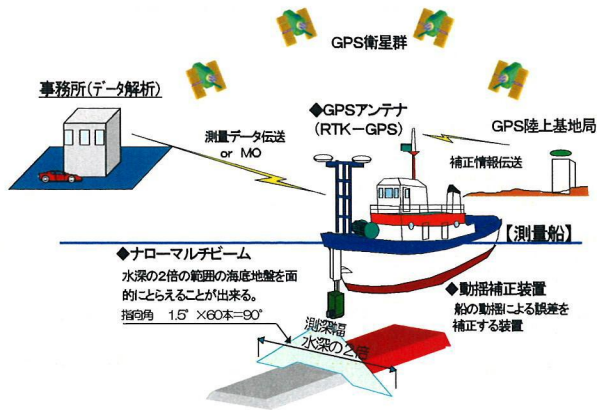 GPS衛星群
事務所(データ解析)
◆GPSアンテナ
(RTK－GPS)
GPS陸上基地局
測量データ伝送
or MO
補正情報伝送
【測量船】
◆ナローマルチビーム
水深の２倍の範囲の海底地盤を面
的にとらえることが出来る。
指向角　1.5°×60本＝90°
◆動揺補正装置
船の動揺による誤差を
補正する装置
測深幅
水深の２倍